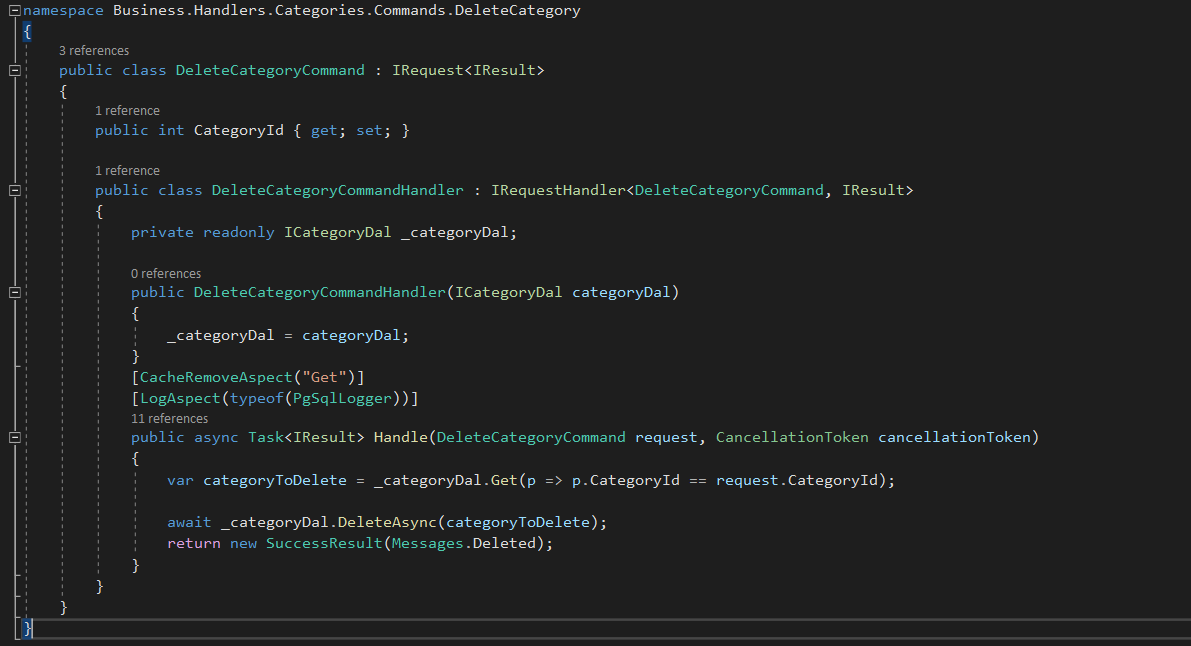 namespace Business.Handlers.Categories.Commands.DeleteCategory
{
3 references
public class DeleteCategoryCommand : IRequest<IResult>
{
1 reference
public int CategoryId { get; set; }
1 reference
public class DeleteCategoryCommandHandler : IRequestHandler<DeleteCategoryCommand, IResult>
{
private readonly ICategoryDal _categoryDal;
0 references
public DeleteCategoryCommandHandler(ICategoryDal categoryDal)
{
_categoryDal = categoryDal;
}
[CacheRemoveAspect("Get")]
[LogAspect(typeof(PgSqlLogger))]
11 references
public async Task<IResult> Handle(DeleteCategoryCommand request, CancellationToken cancellationToken)
{
var categoryToDelete = _categoryDal.Get(p => p.CategoryId == request.CategoryId);
await _categoryDal.DeleteAsync(categoryToDelete);
return new SuccessResult(Messages.Deleted);
}
}
}
}